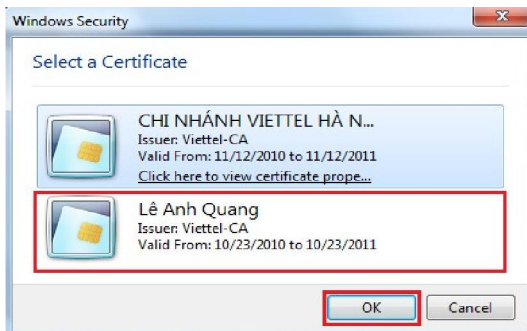 Windows Security
Select a Certificate
CHI NHÁNH VIETTEL HÀ N...
Issuer: Viettel-CA
Valid From: 11/12/2010 to 11/12/2011
Click here to view certificate prope...
Lê Anh Quang
Issuer: Viettel-CA
Valid From: 10/23/2010 to 10/23/2011
OK
Cancel